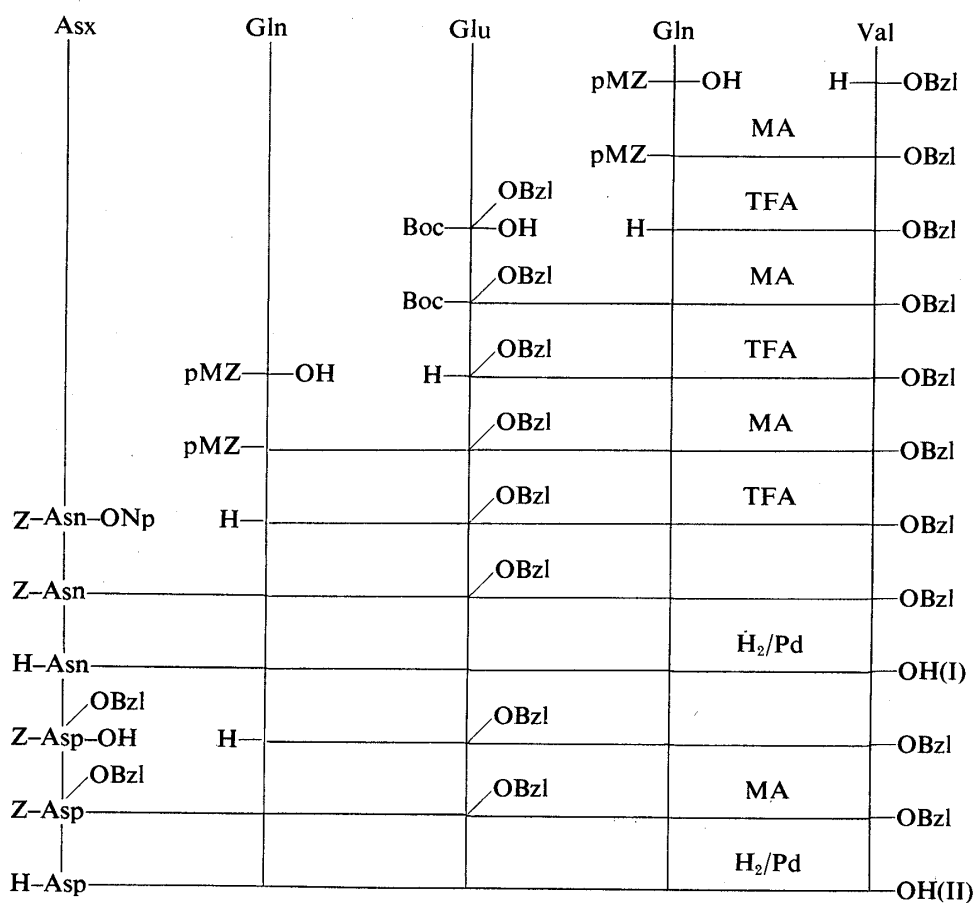 Asx Gln Glu Gln Val
pMZ OH H OBzl
MA
pMZ OBzl
OBzl TFA
Boc OH H OBzl
OBzl MA
Boc OBzl
OBzl TFA
pMZ OH H OBzl
OBzl MA
pMZ OBzl
OBzl TFA
Z–Asn–ONp H OBzl
OBzl
Z–Asn OBzl
H₂/Pd
H–Asn OH(I)
OBzl OBzl
Z–Asp–OH H OBzl
OBzl OBzl MA
Z–Asp OBzl
H₂/Pd
H–Asp OH(II)